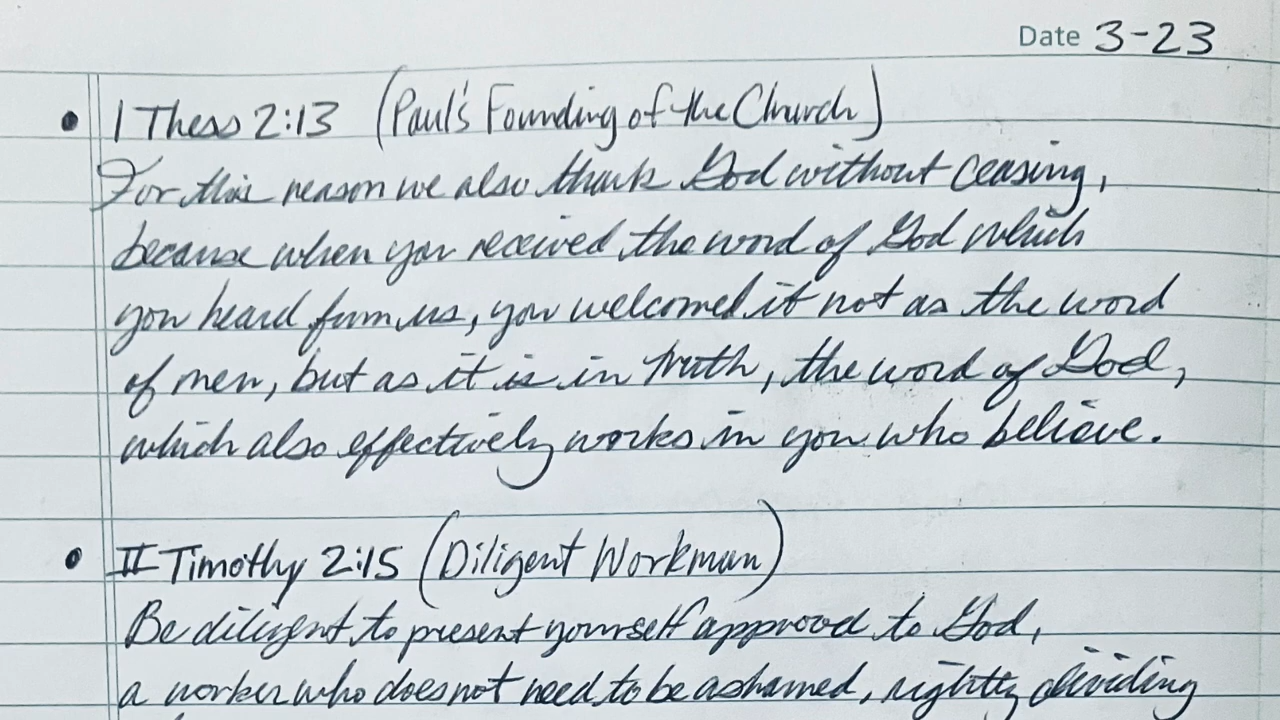 Date 3-23
• 1 Thess 2:13 (Paul's Founding of the Church)
For this reason we also thank God without ceasing,
because when you received the word of God which
you heard from us, you welcomed it not as the word
of men, but as it is in truth, the word of God,
which also effectively works in you who believe.
• II Timothy 2:15 (Diligent Workman)
Be diligent to present yourself approved to God,
a worker who does not need to be ashamed, rightly dividing